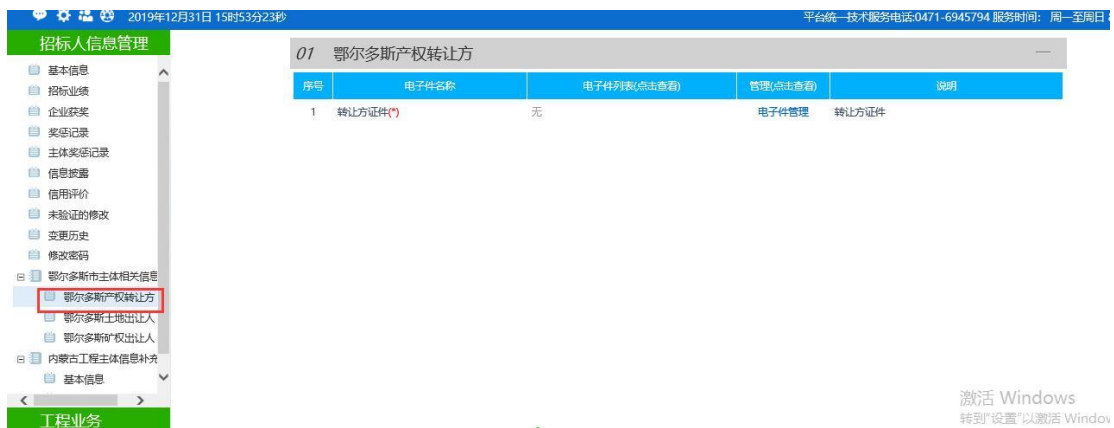 2019年12月31日 15时53分23秒
平台统一技术服务电话:0471-6945794 服务时间: 周一至周日
招标人信息管理
基本信息
招标业绩
企业获奖
奖惩记录
主体奖惩记录
信息披露
信用评价
未验证的修改
变更历史
修改密码
鄂尔多斯市主体相关信息
鄂尔多斯产权转让方
鄂尔多斯土地出让人
鄂尔多斯矿权出让人
内蒙古工程主体信息补充
基本信息
工程业务
01 鄂尔多斯产权转让方
序号 电子件名称 电子件列表(点击查看) 管理(点击查看) 说明
1 转让方证件(*) 无 电子件管理 转让方证件
激活 Windows
转到"设置"以激活 Window